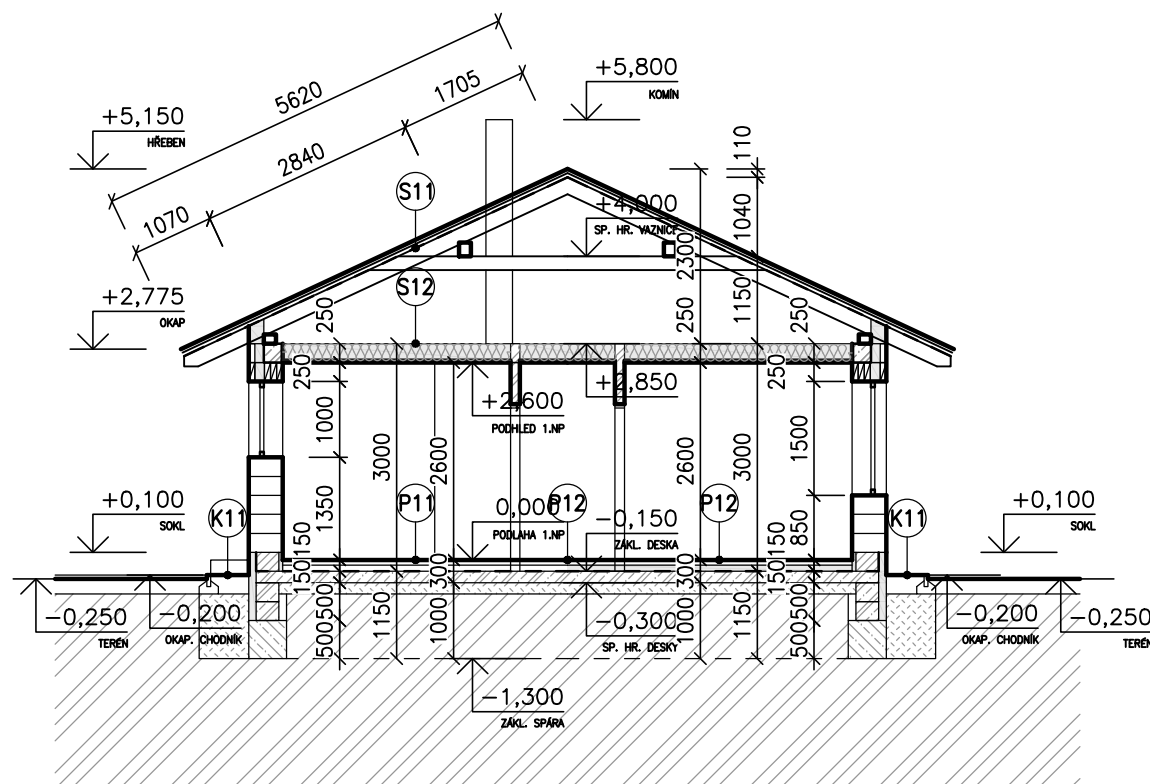 5620
1705
2840
1070
+5,800
KOMÍN
+5,150
HŘEBEN
110
S11
+4,000
SP. HR. VAZNICE
1040
2300
S12
+2,775
OKAP
250
250
1150
250
250
250
+2,850
+2,600
PODHLED 1.NP
1000
3000
2600
2600
3000
1500
+0,100
SOKL
K11
1350
P11
0,000
PODLAHA 1.NP
P12
-0,150
ZÁKL. DESKA
P12
850
K11
+0,100
SOKL
150
150
300
300
150
150
-0,250
TERÉN
-0,200
OKAP. CHODNÍK
500
500
1150
1000
-0,300
SP. HR. DESKY
1000
1150
500
500
-0,200
OKAP. CHODNÍK
-0,250
TERÉN
-1,300
ZÁKL. SPÁRA